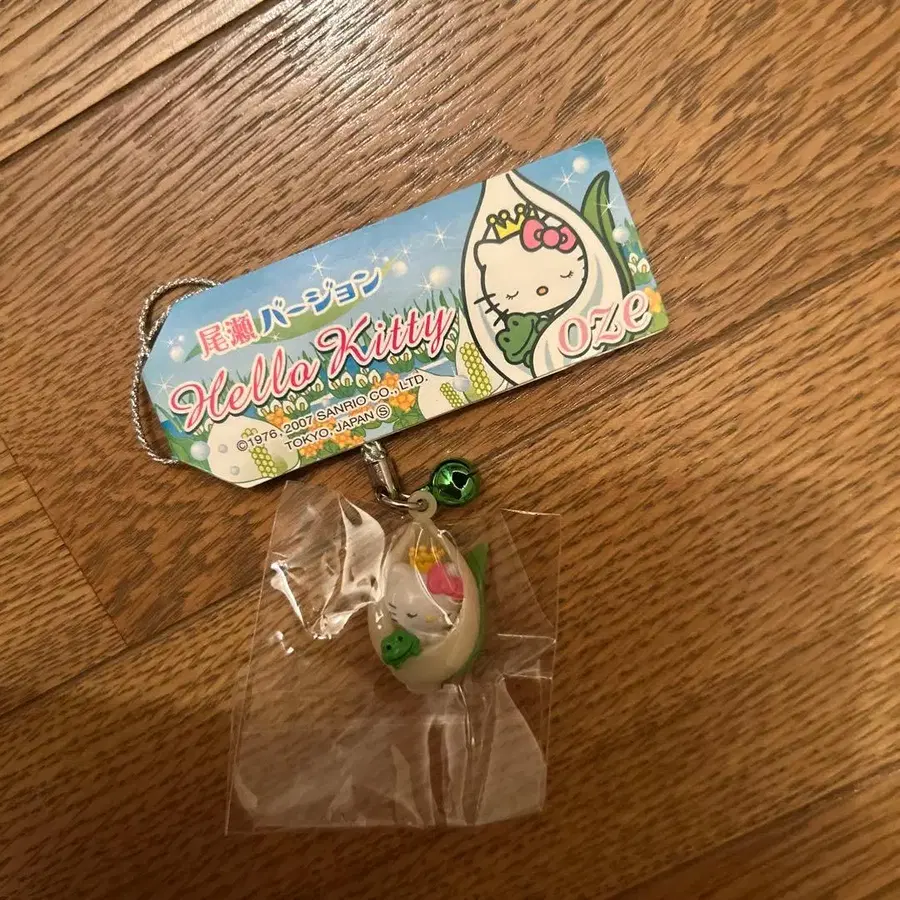 尾瀬バージョン
Hello Kitty
oze
©1976, 2007 SANRIO CO., LTD.
TOKYO, JAPAN Ⓢ